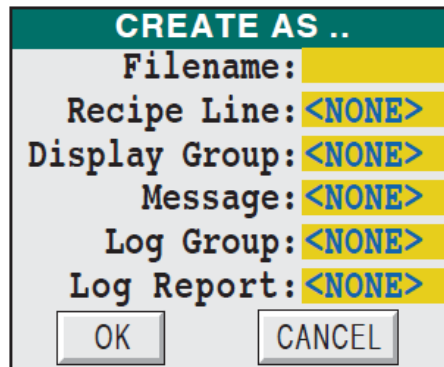 CREATE AS ..
Filename:
Recipe Line: <NONE>
Display Group: <NONE>
Message: <NONE>
Log Group: <NONE>
Log Report: <NONE>
OK CANCEL